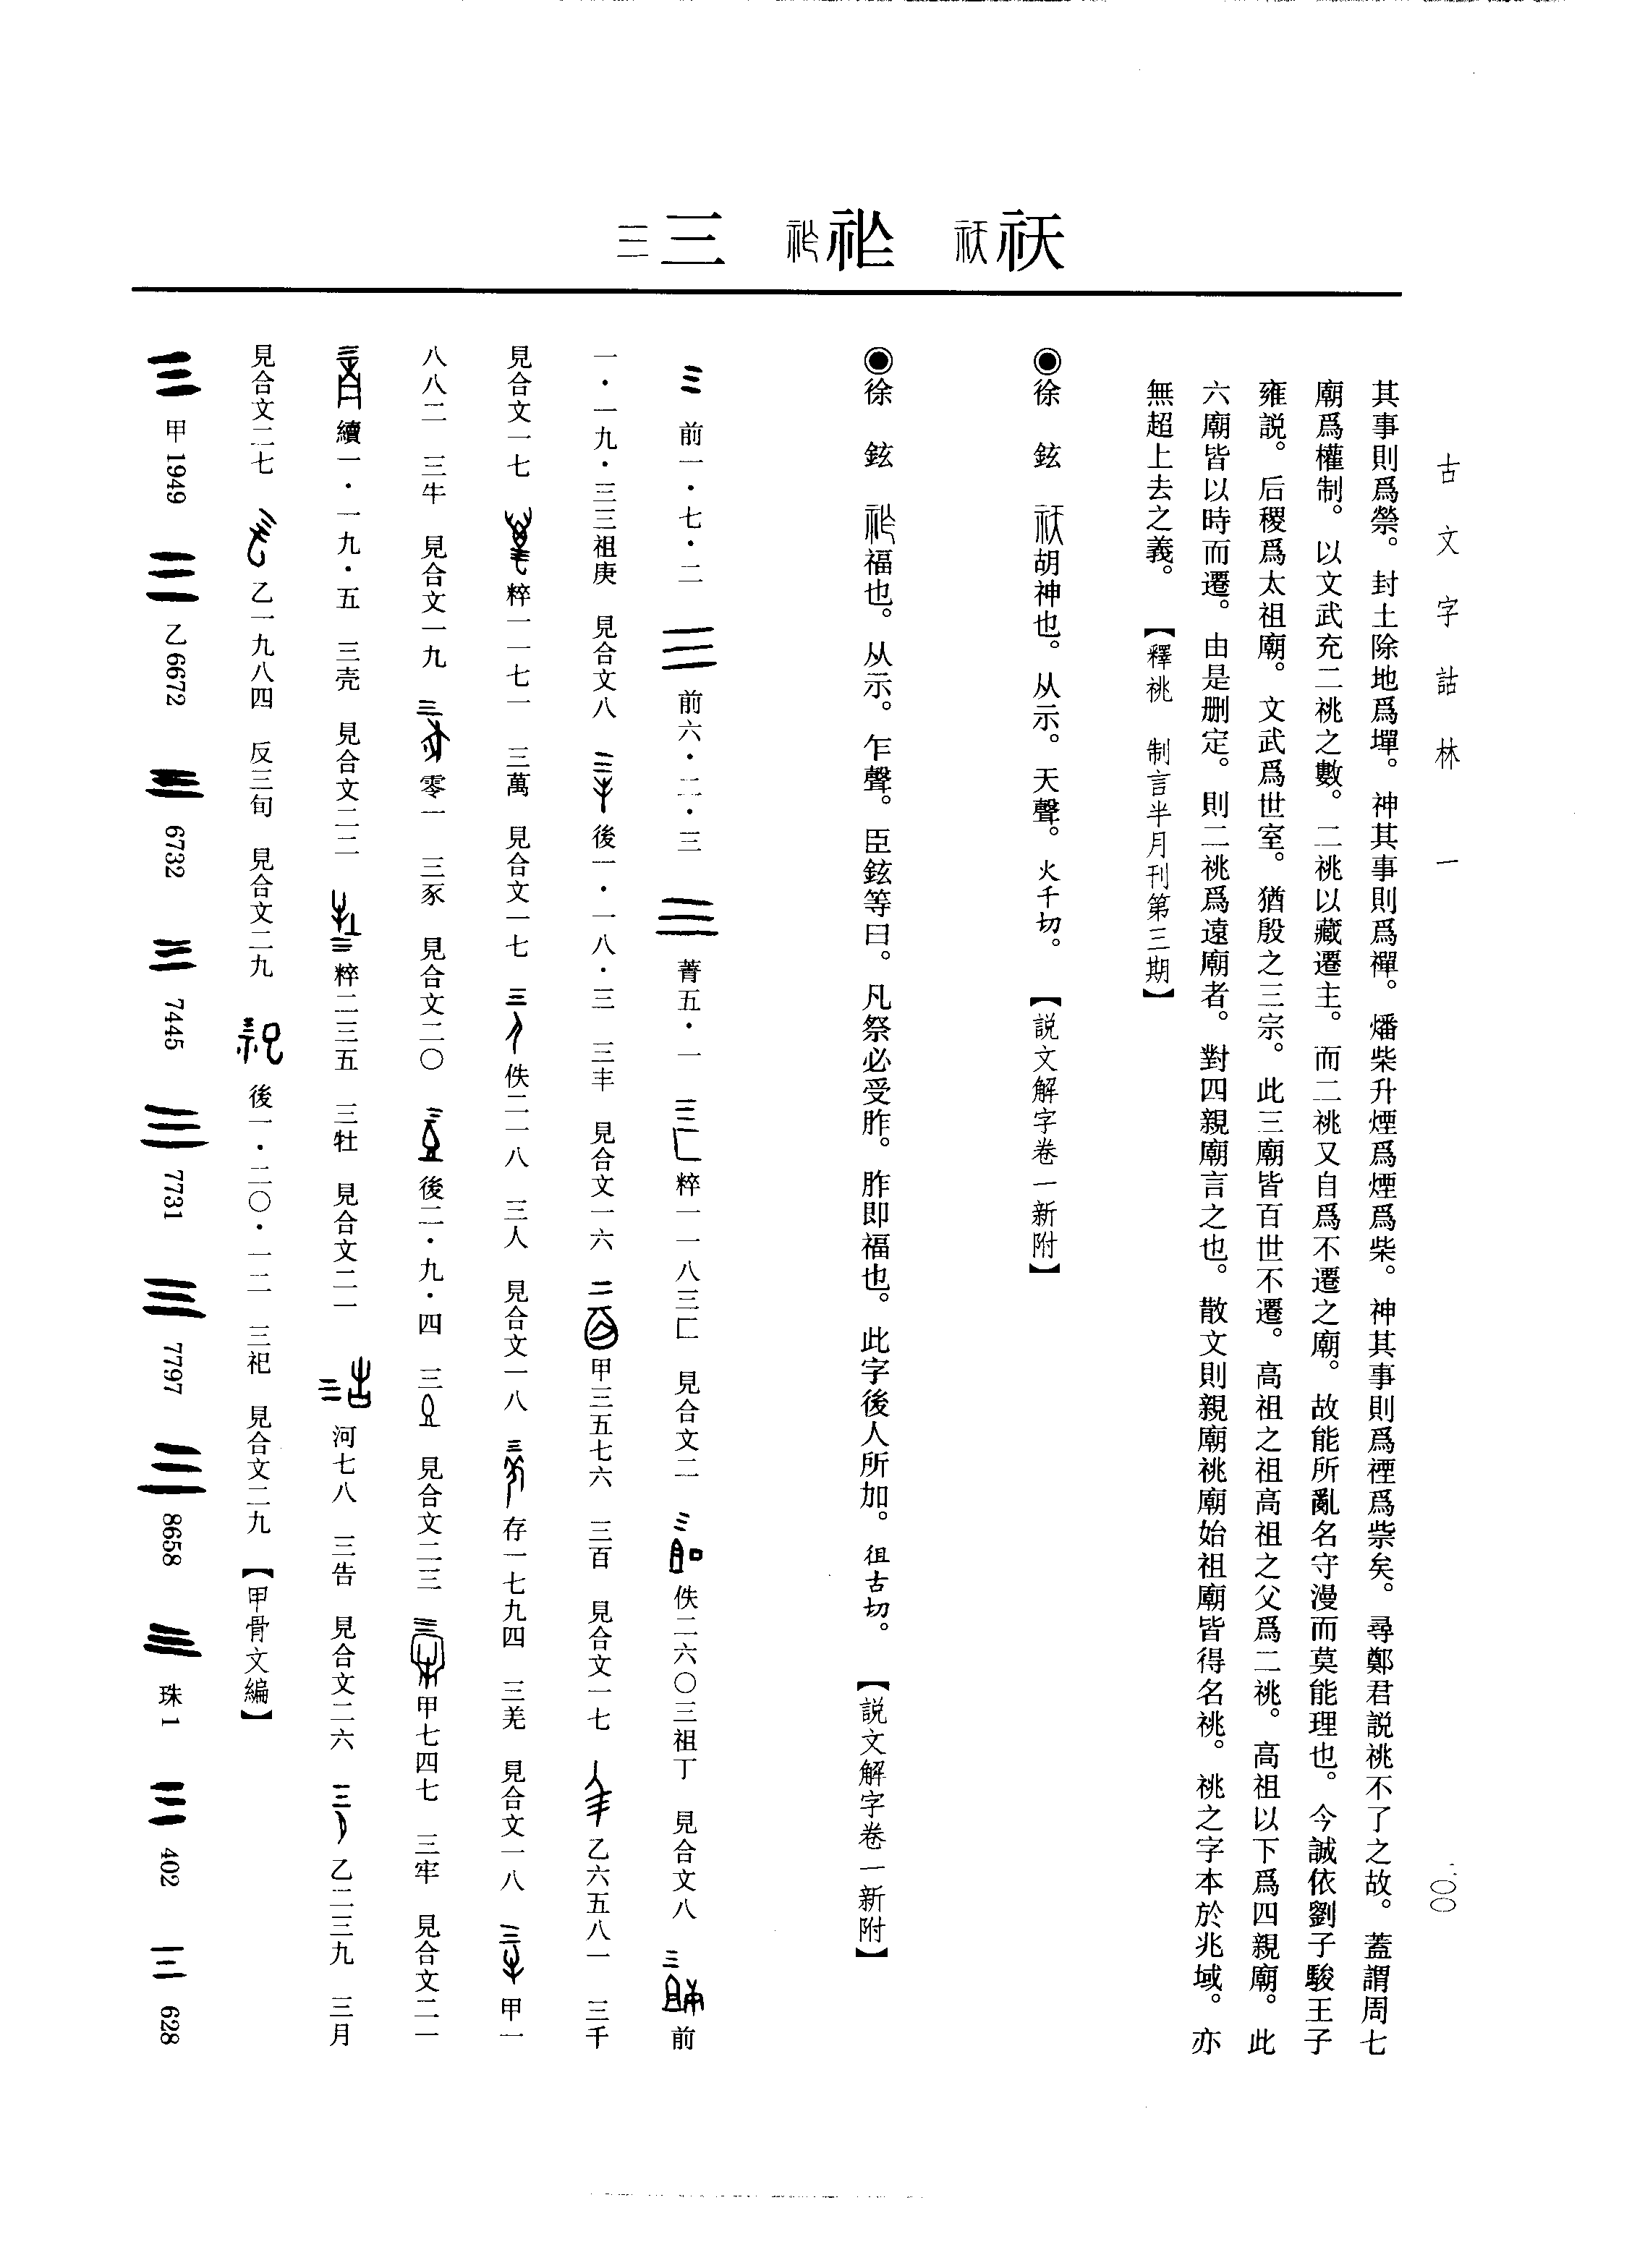 古文字詁林 一
二〇〇
祆 祚 三
其事則爲禜。封土除地爲墠。神其事則爲禪。燔柴升煙爲煙爲柴。神其事則爲禋爲祡矣。尋鄭君説祧不了之故。蓋謂周七
廟爲權制。以文武充二祧之數。二祧以藏遷主。而二祧又自爲不遷之廟。故能所亂名守漫而莫能理也。今誠依劉子駿王子
雍説。后稷爲太祖廟。文武爲世室。猶殷之三宗。此三廟皆百世不遷。高祖之祖高祖之父爲二祧。高祖以下爲四親廟。此
六廟皆以時而遷。由是删定。則二祧爲遠廟者。對四親廟言之也。散文則親廟祧廟始祖廟皆得名祧。祧之字本於兆域。亦
無超上去之義。【釋祧 制言半月刊第三期】
◉徐 鉉 祆胡神也。从示。天聲。火千切。【説文解字卷一新附】
◉徐 鉉 祚福也。从示。乍聲。臣鉉等曰。凡祭必受胙。胙即福也。此字後人所加。徂古切。【説文解字卷一新附】
前一・七・二 前六・二・三 菁五・一 粹一一八三匚 見合文二 佚二六〇三祖丁 見合文八 前
一・一九・三三祖庚 見合文八 後一・一八・三 三丰 見合文一六 甲三五七六 三百 見合文一七 乙六五八一 三千
見合文一七 粹一一七一 三萬 見合文一七 佚二一八 三人 見合文一八 存一七九四 三羌 見合文一八 甲一
八八二 三牛 見合文一九 零一 三豕 見合文二〇 後二・九・四 三 見合文二三 甲七四七 三牢 見合文二一
續一・一九・五 三壳 見合文二二 粹二三五 三牡 見合文二一 河七八 三告 見合文二六 乙二三九 三月
見合文二七 乙一九八四 反三旬 見合文二九 後一・二〇・一二 三祀 見合文二九 【甲骨文編】
甲1949 乙6672 6732 7445 7731 7797 8658 珠1 402 628